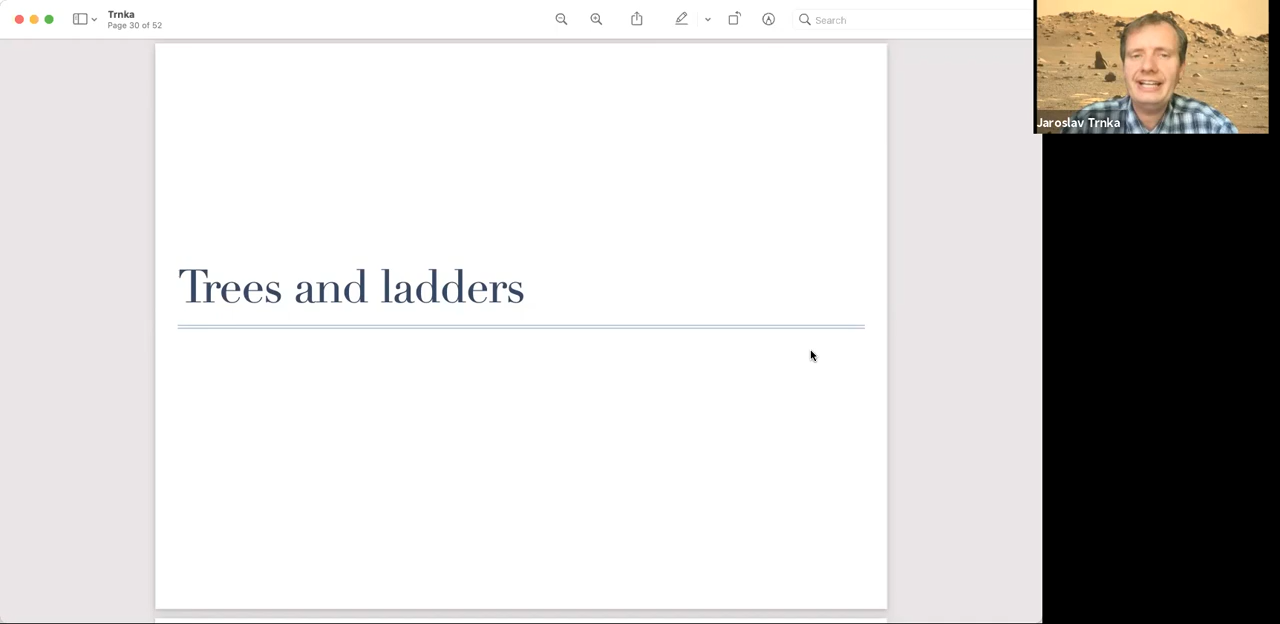 Trnka
Page 30 of 52
Search
Jaroslav Trnka
Trees and ladders